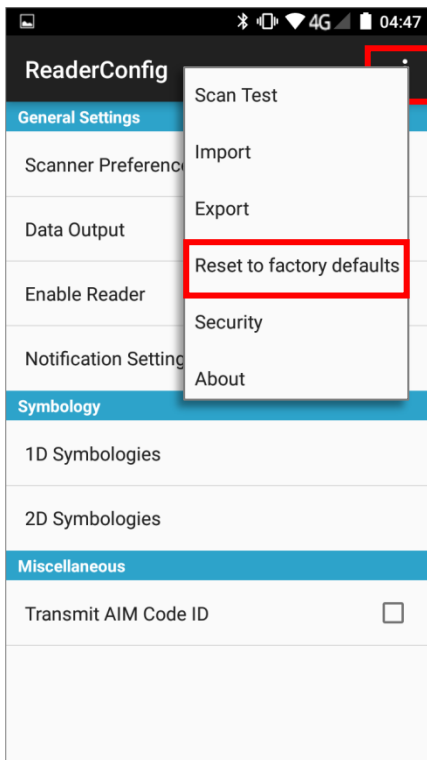 4G 04:47
ReaderConfig
Scan Test
General Settings
Import
Scanner Preferenc
Export
Data Output
Reset to factory defaults
Enable Reader
Security
Notification Setting
About
Symbology
1D Symbologies
2D Symbologies
Miscellaneous
Transmit AIM Code ID